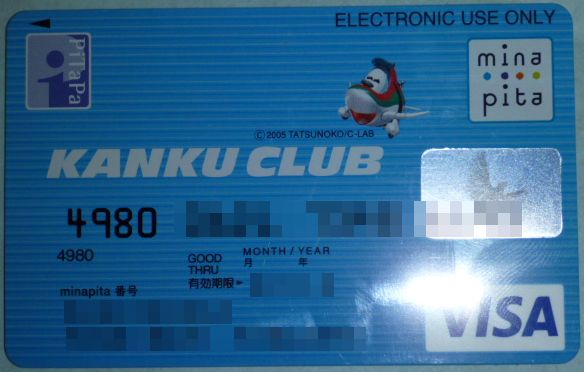 ELECTRONIC USE ONLY
PiTaPa
mina
pita
©2005 TATSUNOKO/C-LAB
KANKU CLUB
4980
4980
GOOD
THRU
MONTH / YEAR
月 年
有効期限
minapita 番号
VISA